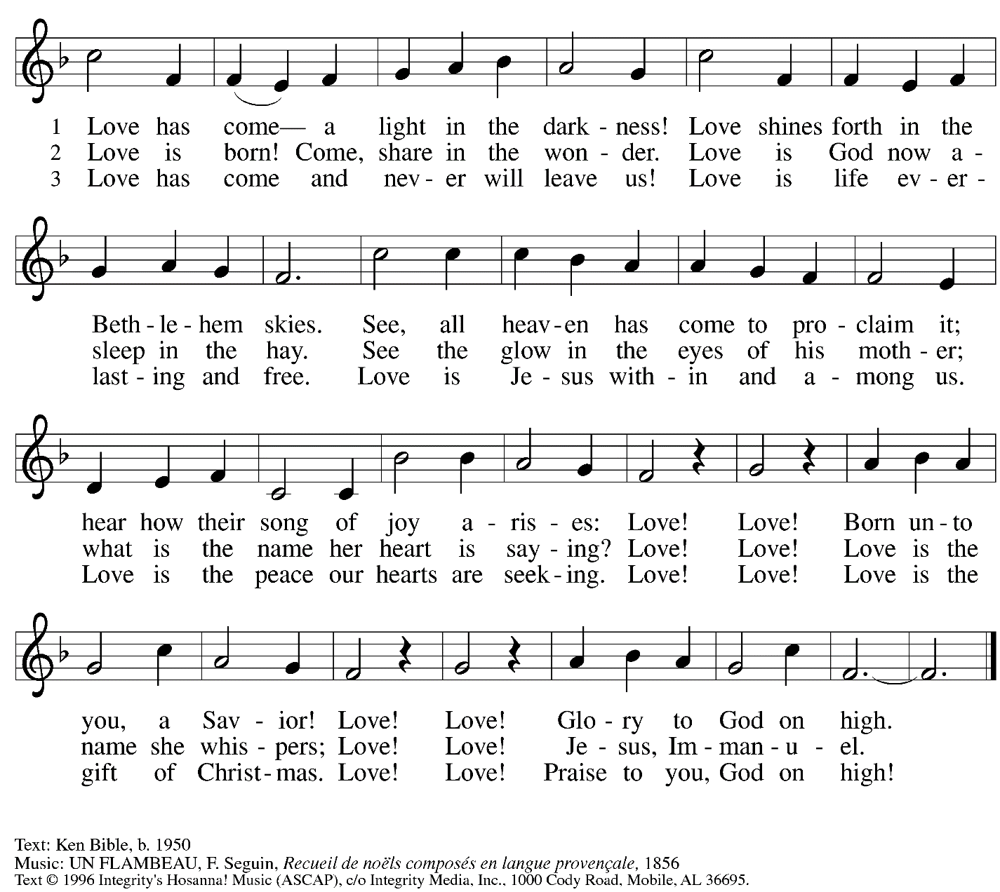 1 Love has come— a light in the dark - ness! Love shines forth in the
2 Love is born! Come, share in the won - der. Love is God now a -
3 Love has come and nev - er will leave us! Love is life ev - er -
Beth - le - hem skies. See, all heav - en has come to pro - claim it;
sleep in the hay. See the glow in the eyes of his moth - er;
last - ing and free. Love is Je - sus with - in and a - mong us.
hear how their song of joy a - ris - es: Love! Love! Born un - to
what is the name her heart is say - ing? Love! Love! Love is the
Love is the peace our hearts are seek - ing. Love! Love! Love is the
you, a Sav - ior! Love! Love! Glo - ry to God on high.
name she whis - pers; Love! Love! Je - sus, Im - man - u - el.
gift of Christ - mas. Love! Love! Praise to you, God on high!
Text: Ken Bible, b. 1950
Music: UN FLAMBEAU, F. Seguin, Recueil de noëls composés en langue provençale, 1856
Text © 1996 Integrity's Hosanna! Music (ASCAP), c/o Integrity Media, Inc., 1000 Cody Road, Mobile, AL 36695.